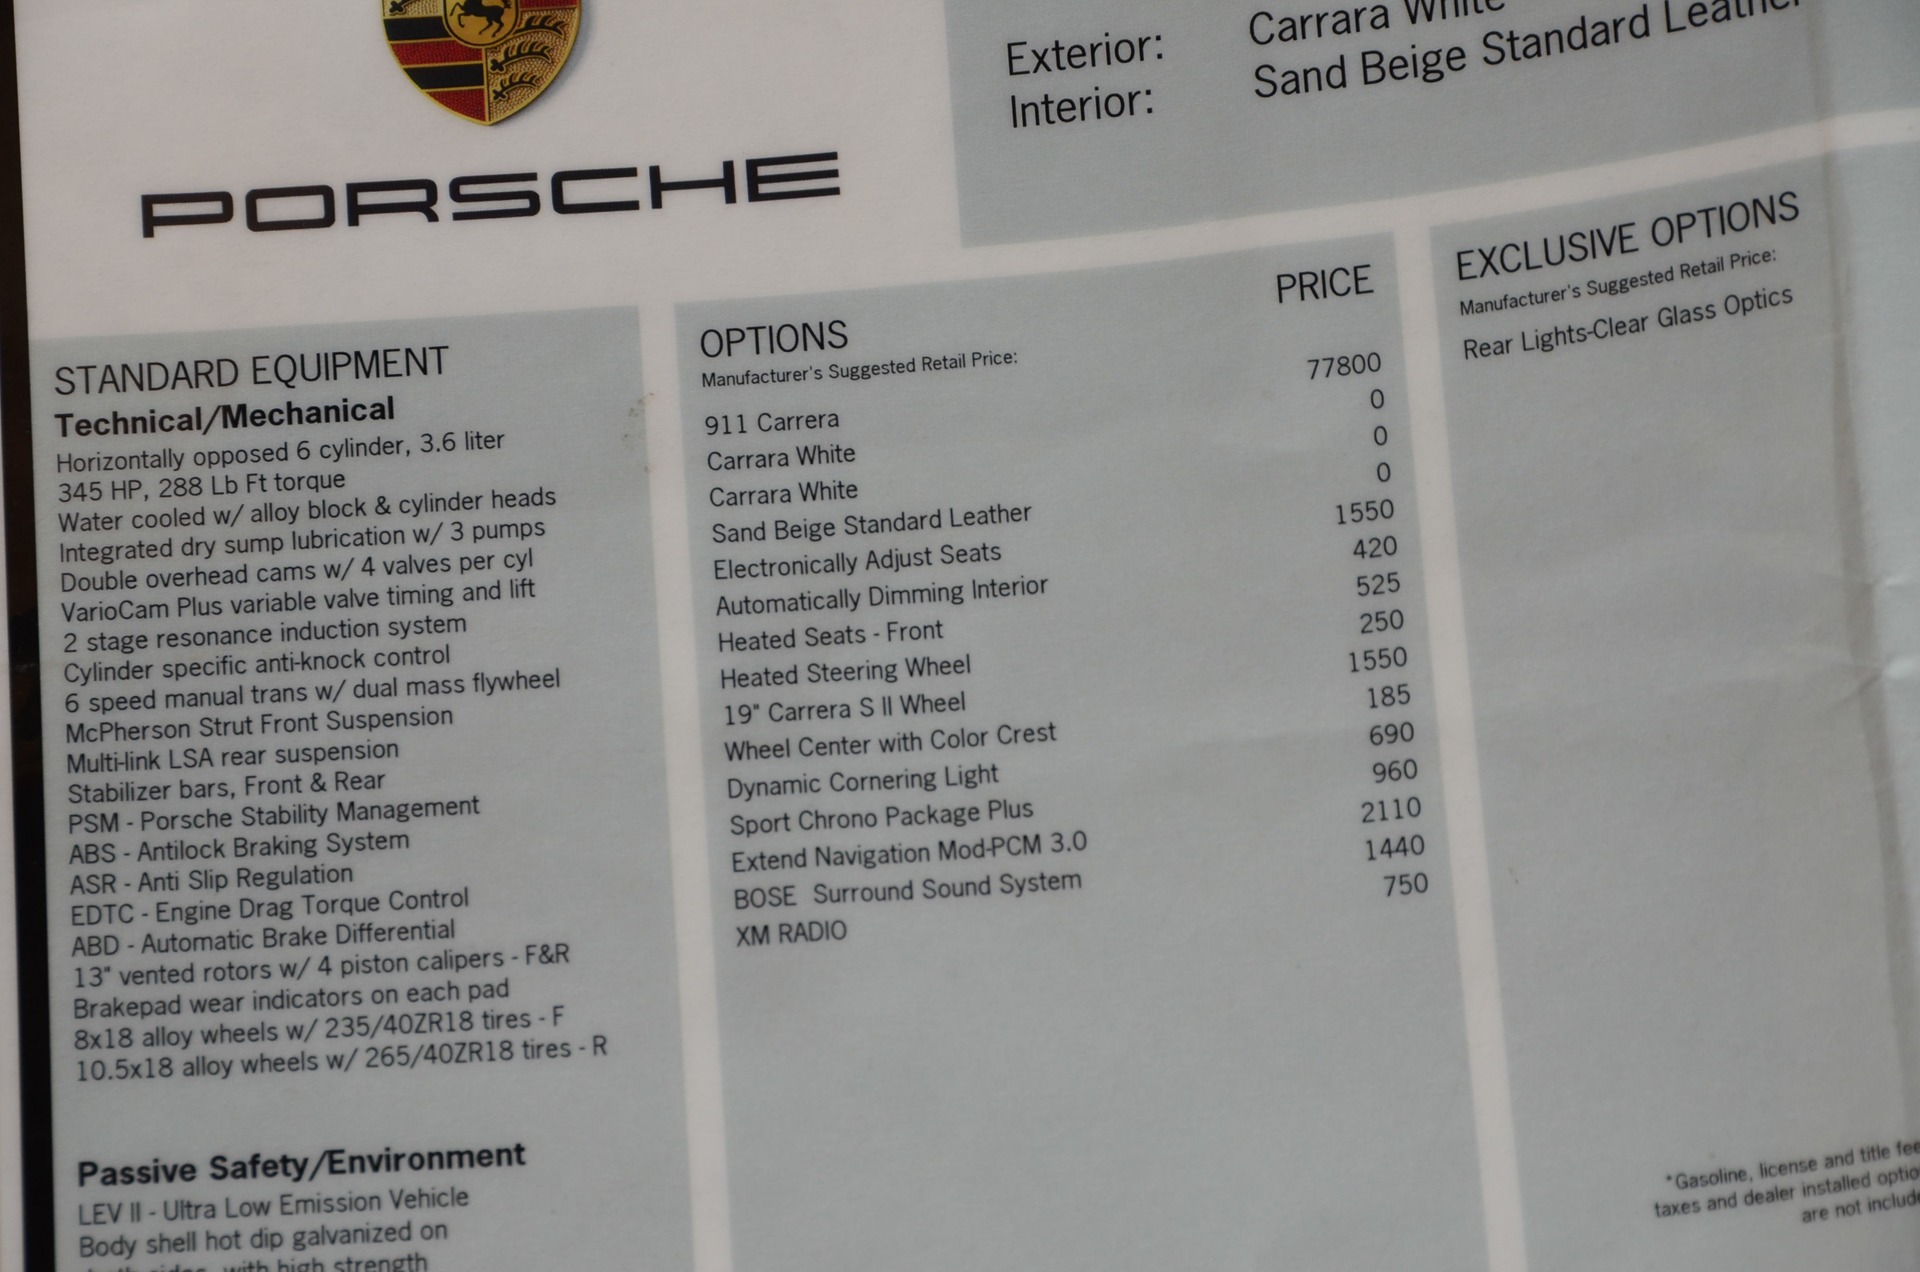 Exterior: Carrara White
Interior: Sand Beige Standard Leather
PORSCHE
STANDARD EQUIPMENT
Technical/Mechanical
Horizontally opposed 6 cylinder, 3.6 liter
345 HP, 288 Lb Ft torque
Water cooled w/ alloy block & cylinder heads
Integrated dry sump lubrication w/ 3 pumps
Double overhead cams w/ 4 valves per cyl
VarioCam Plus variable valve timing and lift
2 stage resonance induction system
Cylinder specific anti-knock control
6 speed manual trans w/ dual mass flywheel
McPherson Strut Front Suspension
Multi-link LSA rear suspension
Stabilizer bars, Front & Rear
PSM - Porsche Stability Management
ABS - Antilock Braking System
ASR - Anti Slip Regulation
EDTC - Engine Drag Torque Control
ABD - Automatic Brake Differential
13" vented rotors w/ 4 piston calipers - F&R
Brakepad wear indicators on each pad
8x18 alloy wheels w/ 235/40ZR18 tires - F
10.5x18 alloy wheels w/ 265/40ZR18 tires - R
Passive Safety/Environment
LEV II - Ultra Low Emission Vehicle
Body shell hot dip galvanized on
both sides, with high strength
OPTIONS PRICE
Manufacturer's Suggested Retail Price:
911 Carrera 77800
Carrara White 0
Carrara White 0
Sand Beige Standard Leather 0
Electronically Adjust Seats 1550
Automatically Dimming Interior 420
Heated Seats - Front 525
Heated Steering Wheel 250
19" Carrera S II Wheel 1550
Wheel Center with Color Crest 185
Dynamic Cornering Light 690
Sport Chrono Package Plus 960
Extend Navigation Mod-PCM 3.0 2110
BOSE Surround Sound System 1440
XM RADIO 750
EXCLUSIVE OPTIONS
Manufacturer's Suggested Retail Price:
Rear Lights-Clear Glass Optics
*Gasoline, license and title fee
taxes and dealer installed optio
are not include